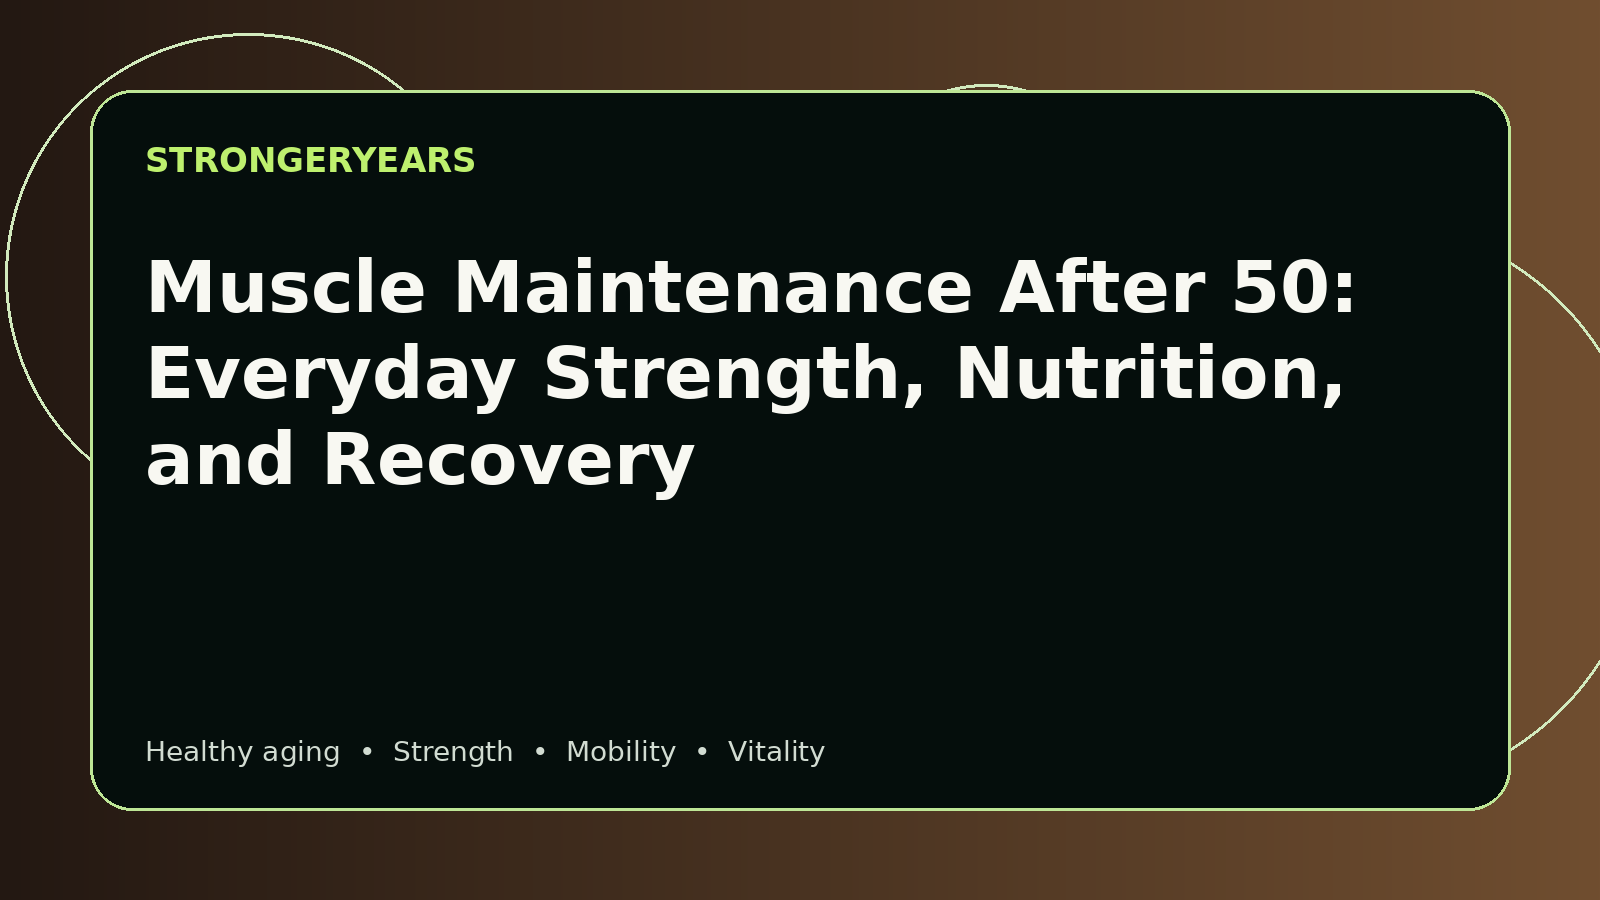 STRONGERYEARS
Muscle Maintenance After 50:
Everyday Strength, Nutrition,
and Recovery
Healthy aging • Strength • Mobility • Vitality